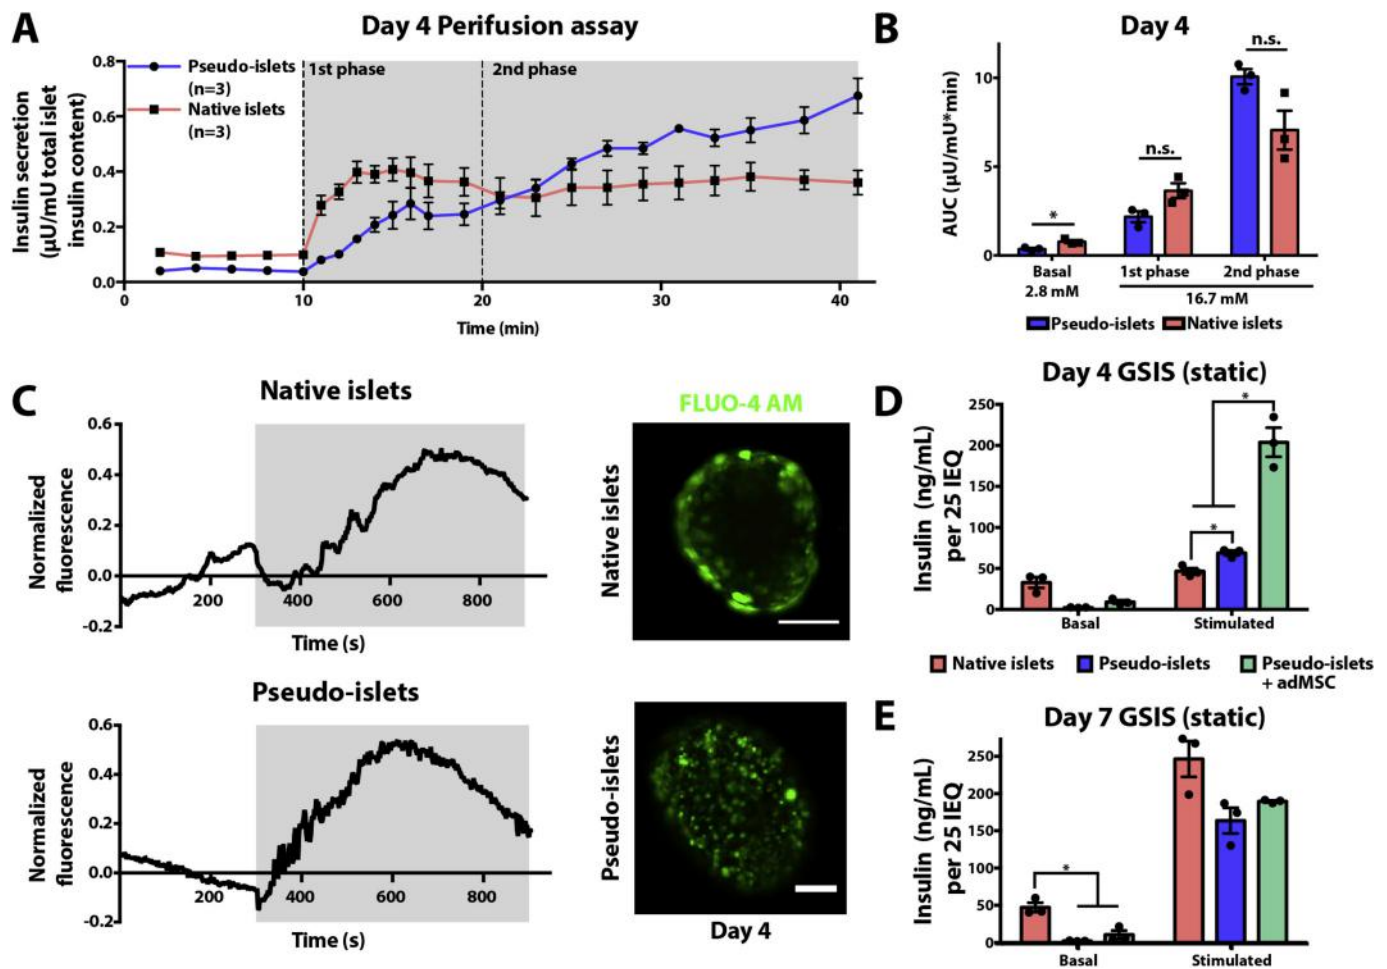 A
Day 4 Perifusion assay
Insulin secretion
(µU/mU total islet
insulin content)
0.8
0.6
0.4
0.2
0.0
Pseudo-islets
(n=3)
Native islets
(n=3)
1st phase
2nd phase
0
10
20
30
40
Time (min)
B
Day 4
AUC (µU/mU*min)
10
5
0
*
n.s.
n.s.
Basal
1st phase
2nd phase
2.8 mM
16.7 mM
Pseudo-islets
Native islets
C
Native islets
Normalized
fluorescence
0.6
0.4
0.2
0.0
-0.2
200
400
600
800
Time (s)
FLUO-4 AM
Native islets
Pseudo-islets
Normalized
fluorescence
0.6
0.4
0.2
0.0
-0.2
200
400
600
800
Time (s)
Pseudo-islets
Day 4
D
Day 4 GSIS (static)
Insulin (ng/mL)
per 25 IEQ
250
200
150
100
50
0
*
*
Basal
Stimulated
Native islets
Pseudo-islets
Pseudo-islets
+ adMSC
E
Day 7 GSIS (static)
Insulin (ng/mL)
per 25 IEQ
250
200
150
100
50
0
*
Basal
Stimulated